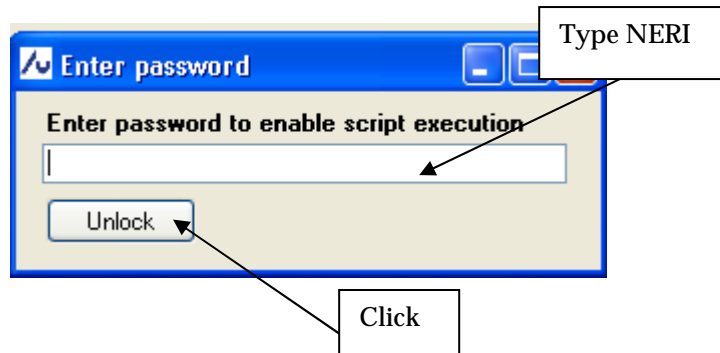 Type NERI
Enter password
Enter password to enable script execution
Unlock
Click